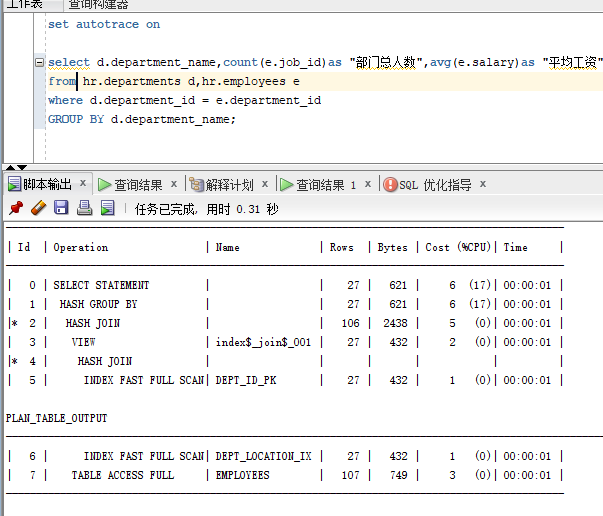 工作表 查询构建器
set autotrace on
select d.department_name,count(e.job_id)as "部门总人数",avg(e.salary)as "平均工资"
from hr.departments d,hr.employees e
where d.department_id = e.department_id
GROUP BY d.department_name;
脚本输出 x 查询结果 x 解释计划 x 查询结果 1 x SQL 优化指导 x
任务已完成, 用时 0.31 秒
| Id | Operation | Name | Rows | Bytes | Cost (%CPU)| Time |
| 0 | SELECT STATEMENT | | 27 | 621 | 6 (17)| 00:00:01 |
| 1 | HASH GROUP BY | | 27 | 621 | 6 (17)| 00:00:01 |
|* 2 | HASH JOIN | | 106 | 2438 | 5 (0)| 00:00:01 |
| 3 | VIEW | index$_join$_001 | 27 | 432 | 2 (0)| 00:00:01 |
|* 4 | HASH JOIN | | | | | |
| 5 | INDEX FAST FULL SCAN| DEPT_ID_PK | 27 | 432 | 1 (0)| 00:00:01 |
PLAN_TABLE_OUTPUT
| 6 | INDEX FAST FULL SCAN| DEPT_LOCATION_IX | 27 | 432 | 1 (0)| 00:00:01 |
| 7 | TABLE ACCESS FULL | EMPLOYEES | 107 | 749 | 3 (0)| 00:00:01 |